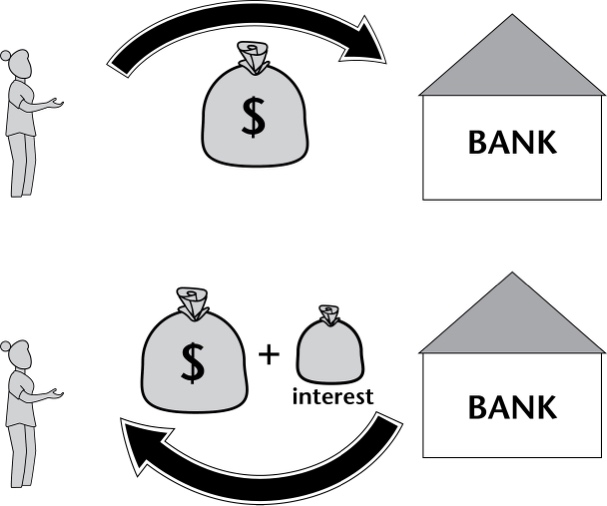 $
BANK
$ +
interest
BANK